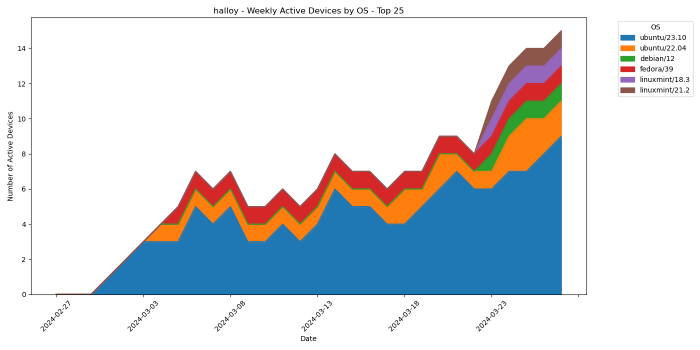 halloy - Weekly Active Devices by OS - Top 25
OS
ubuntu/23.10
ubuntu/22.04
debian/12
fedora/39
linuxmint/18.3
linuxmint/21.2
Number of Active Devices
14
12
10
8
6
4
2
0
2024-02-27
2024-03-03
2024-03-08
2024-03-13
2024-03-18
2024-03-23
Date